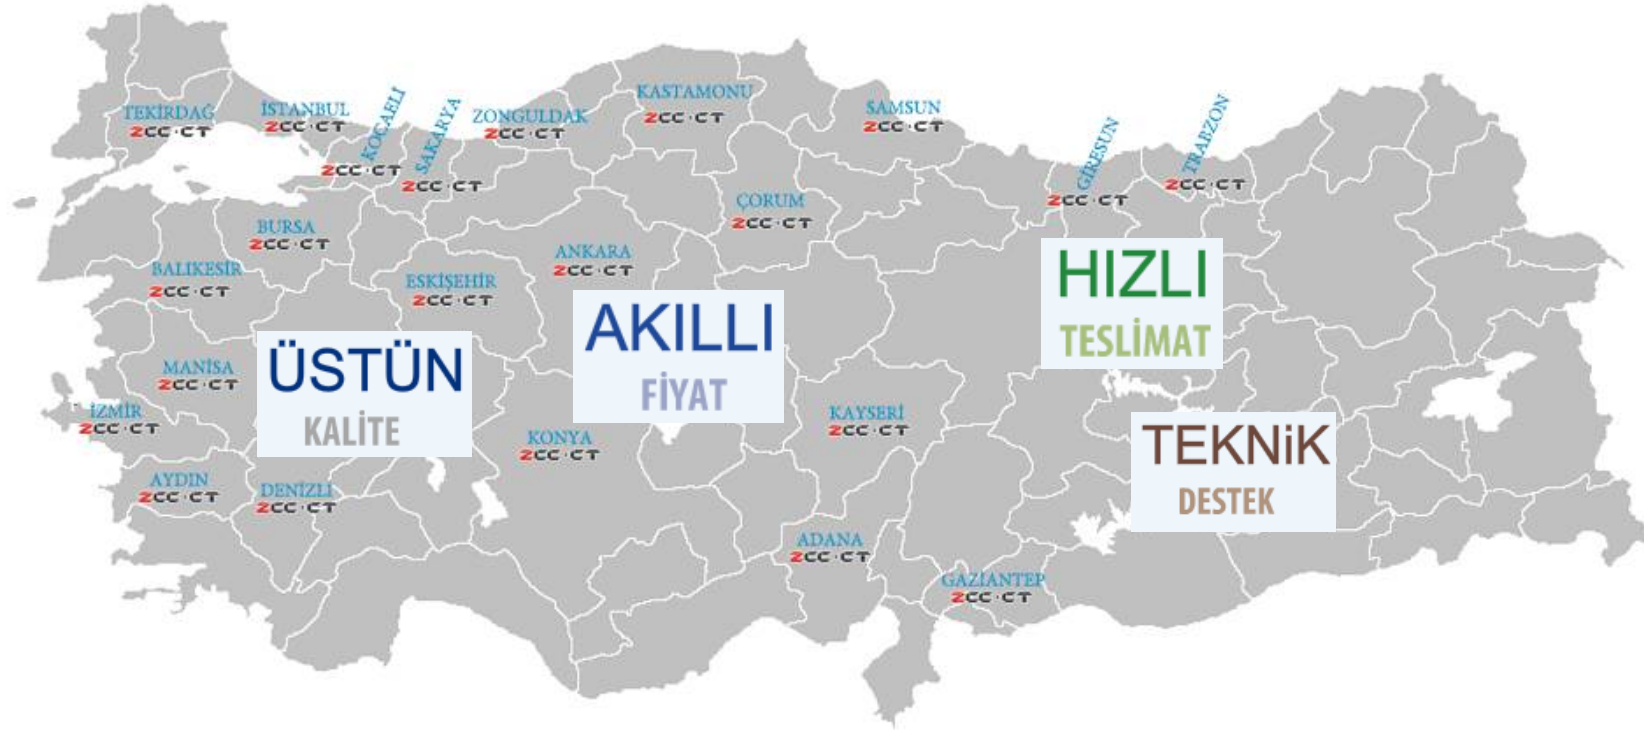 TEKİRDAĞ
ZCC·CT
İSTANBUL
ZCC·CT
KOCAELİ
ZCC·CT
SAKARYA
ZCC·CT
ZONGULDAK
ZCC·CT
KASTAMONU
ZCC·CT
SAMSUN
ZCC·CT
GİRESUN
ZCC·CT
TRABZON
ZCC·CT
BURSA
ZCC·CT
ÇORUM
ZCC·CT
BALIKESİR
ZCC·CT
ESKİŞEHİR
ZCC·CT
ANKARA
ZCC·CT
HIZLI
TESLİMAT
AKILLI
FİYAT
ÜSTÜN
KALİTE
MANİSA
ZCC·CT
İZMİR
ZCC·CT
KONYA
ZCC·CT
KAYSERİ
ZCC·CT
TEKNiK
DESTEK
AYDIN
ZCC·CT
DENİZLİ
ZCC·CT
ADANA
ZCC·CT
GAZİANTEP
ZCC·CT